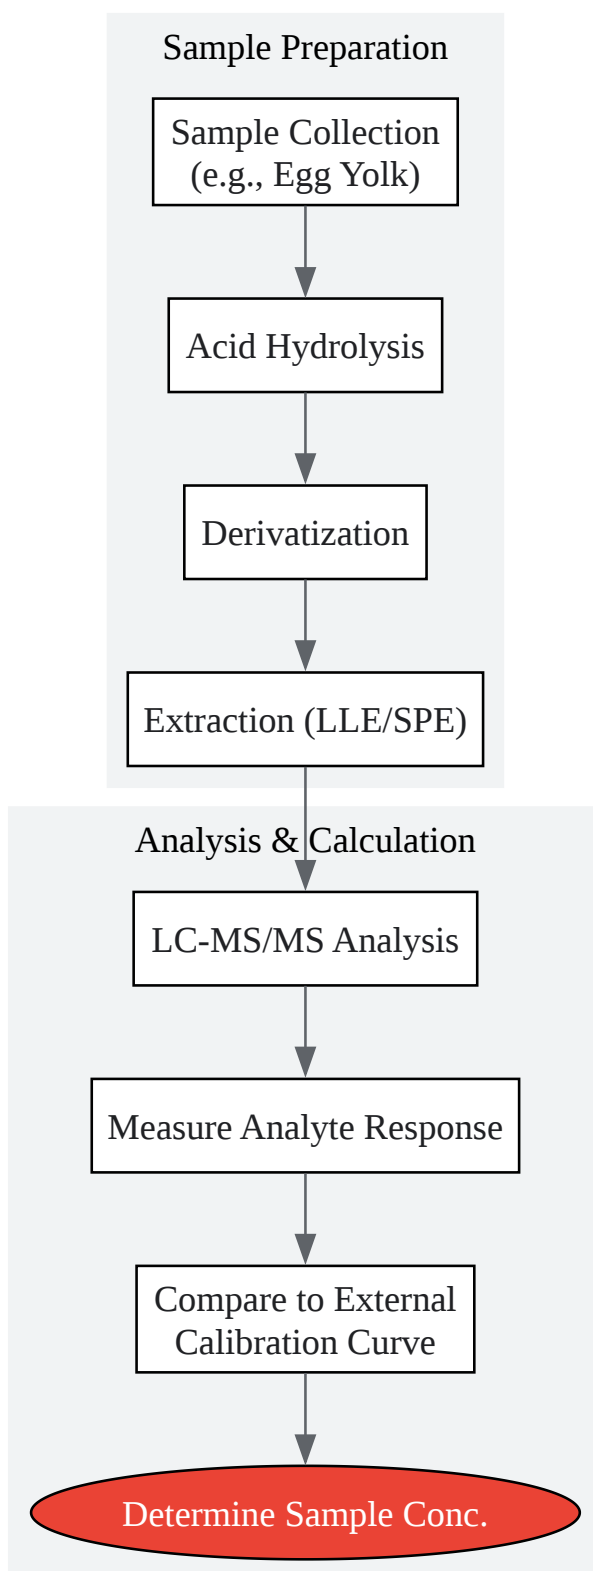 Sample Preparation
Sample Collection
(e.g., Egg Yolk)
Acid Hydrolysis
Derivatization
Extraction (LLE/SPE)
Analysis & Calculation
LC-MS/MS Analysis
Measure Analyte Response
Compare to External
Calibration Curve
Determine Sample Conc.